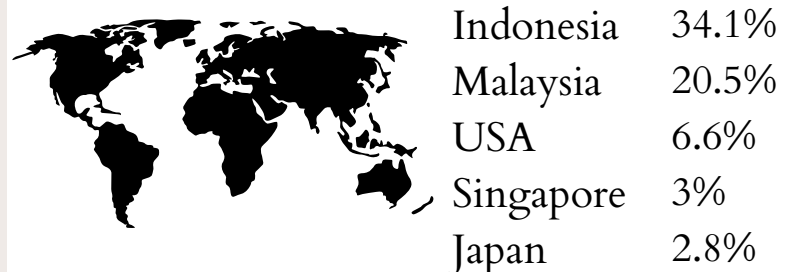 Indonesia 34.1%
Malaysia 20.5%
USA 6.6%
Singapore 3%
Japan 2.8%